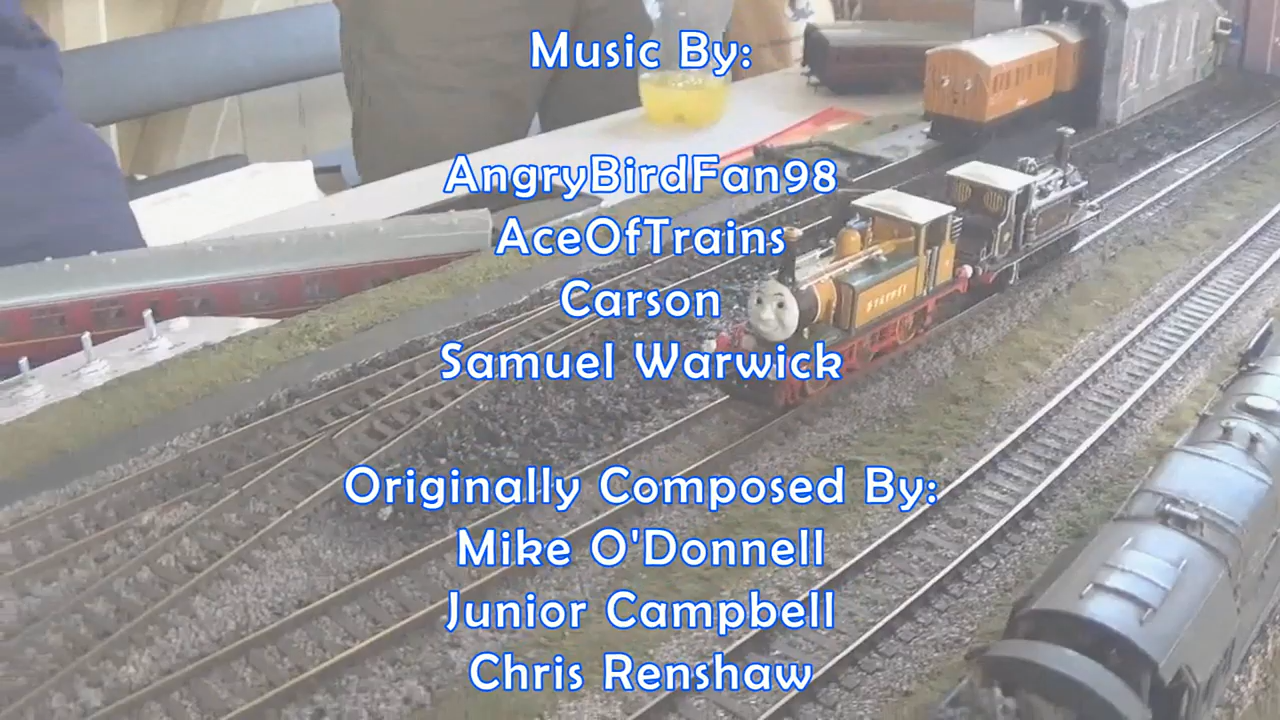 Music By:
AngryBirdFan98
AceOfTrains
Carson
Samuel Warwick
Originally Composed By:
Mike O'Donnell
Junior Campbell
Chris Renshaw